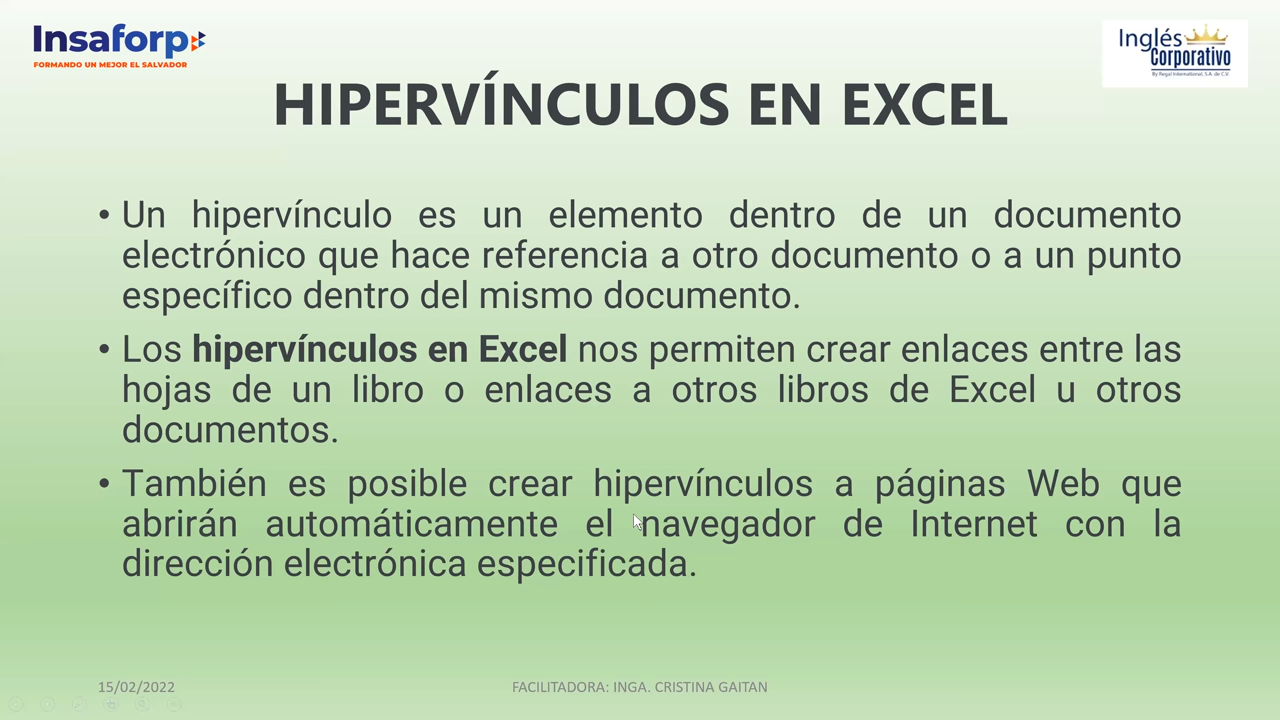 Insaforp
FORMANDO UN MEJOR EL SALVADOR
Inglés
Corporativo
By Regal International, S.A. de C.V.
HIPERVÍNCULOS EN EXCEL
• Un hipervínculo es un elemento dentro de un documento
electrónico que hace referencia a otro documento o a un punto
específico dentro del mismo documento.
• Los hipervínculos en Excel nos permiten crear enlaces entre las
hojas de un libro o enlaces a otros libros de Excel u otros
documentos.
• También es posible crear hipervínculos a páginas Web que
abrirán automáticamente el navegador de Internet con la
dirección electrónica especificada.
15/02/2022
FACILITADORA: INGA. CRISTINA GAITAN